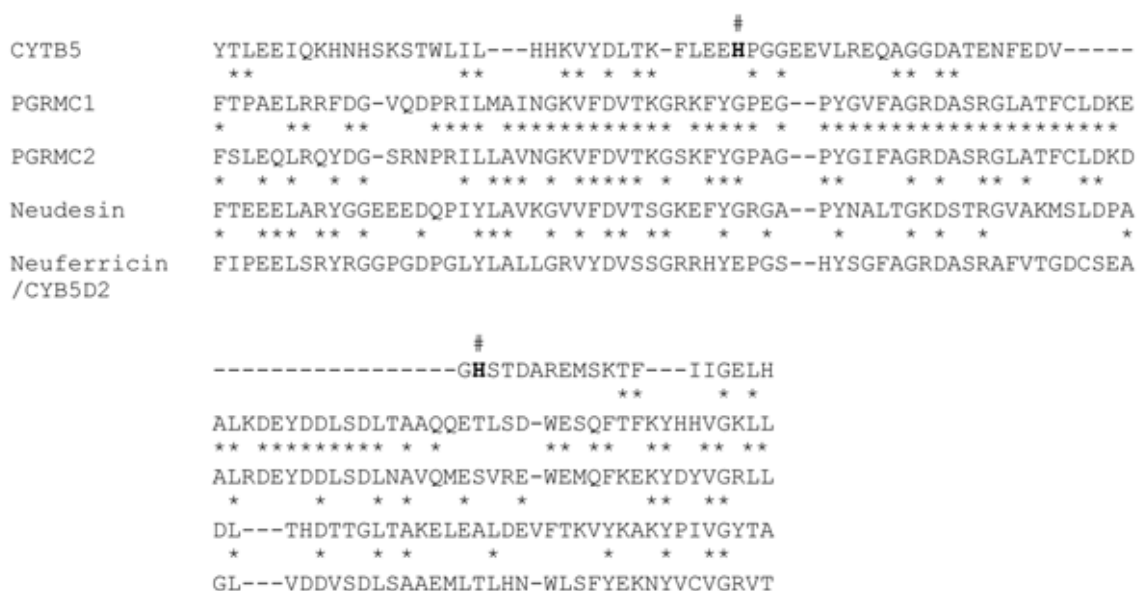 #
CYTB5 YTLEEIQKHNHSKSTWLIL---HHKVYDLTK-FLEEHPGGEEVLREQAGGDATENFEDV-----
** ** ** * ** * * ** **
PGRMC1 FTPAELRRFDG-VQDPRILMAINGKVFDVTKGRKFYGPEG--PYGVFAGRDASRGLATFCLDKE
* ** ** **** ********** ***** * *********************
PGRMC2 FSLEQLRQYDG-SRNPRILLAVNGKVFDVTKGSKFYGPAG--PYGIFAGRDASRGLATFCLDKD
* * * * * * *** * ***** * *** ** * * ** * **
Neudesin FTEEELARYGGEEEDQPIYLAVKGVVFDVTSGKEFYGRGA--PYNALTGKDSTRGVAKMSLDPA
* *** ** * * *** * * ** ** * * * * * * *
Neuferricin FIPEELSRYRGGPGDPGLYLALLGRVYDVSSGRRHYEPGS--HYSGFAGRDASRAFVTGDCSEA
/CYB5D2
#
-----------------GHSTDAREMSKTF---IIGELH
** * *
ALKDEYDDLSDLTAAQQETLSD-WESQFTFKYHHVGKLL
** ********* * * ** ** ** ** **
ALRDEYDDLSDLNAVQMESVRE-WEMQFKEKYDYVGRLL
* * * * * * ** **
DL---THDTTGLTAKELEALDEVFTKVYKAKYPIVGYTA
* * * * * * * **
GL---VDDVSDLSAAEMLTLHN-WLSFYEKNYVCVGRVT